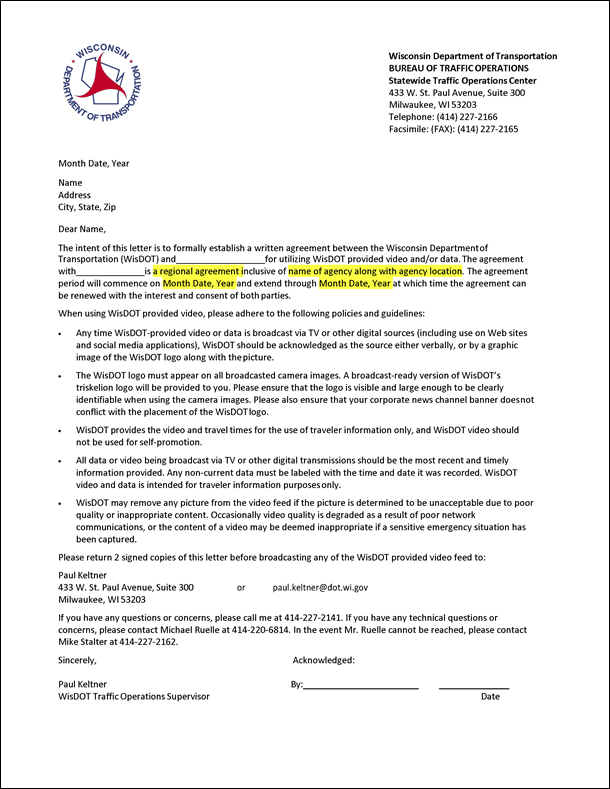 WISCONSIN
DEPARTMENT OF TRANSPORTATION
Wisconsin Department of Transportation
BUREAU OF TRAFFIC OPERATIONS
Statewide Traffic Operations Center
433 W. St. Paul Avenue, Suite 300
Milwaukee, WI 53203
Telephone: (414) 227-2166
Facsimile: (FAX): (414) 227-2165
Month Date, Year
Name
Address
City, State, Zip
Dear Name,
The intent of this letter is to formally establish a written agreement between the Wisconsin Department of
Transportation (WisDOT) and__________________for utilizing WisDOT provided video and/or data. The agreement
with______________is a regional agreement inclusive of name of agency along with agency location. The agreement
period will commence on Month Date, Year and extend through Month Date, Year at which time the agreement can
be renewed with the interest and consent of both parties.
When using WisDOT provided video, please adhere to the following policies and guidelines:
• Any time WisDOT-provided video or data is broadcast via TV or other digital sources (including use on Web sites
and social media applications), WisDOT should be acknowledged as the source either verbally, or by a graphic
image of the WisDOT logo along with the picture.
• The WisDOT logo must appear on all broadcasted camera images. A broadcast-ready version of WisDOT's
triskelion logo will be provided to you. Please ensure that the logo is visible and large enough to be clearly
identifiable when using the camera images. Please also ensure that your corporate news channel banner does not
conflict with the placement of the WisDOT logo.
• WisDOT provides the video and travel times for the use of traveler information only, and WisDOT video should
not be used for self-promotion.
• All data or video being broadcast via TV or other digital transmissions should be the most recent and timely
information provided. Any non-current data must be labeled with the time and date it was recorded. WisDOT
video and data is intended for traveler information purposes only.
• WisDOT may remove any picture from the video feed if the picture is determined to be unacceptable due to poor
quality or inappropriate content. Occasionally video quality is degraded as a result of poor network
communications, or the content of a video may be deemed inappropriate if a sensitive emergency situation has
been captured.
Please return 2 signed copies of this letter before broadcasting any of the WisDOT provided video feed to:
Paul Keltner
433 W. St. Paul Avenue, Suite 300 or paul.keltner@dot.wi.gov
Milwaukee, WI 53203
If you have any questions or concerns, please call me at 414-227-2141. If you have any technical questions or
concerns, please contact Michael Ruelle at 414-220-6814. In the event Mr. Ruelle cannot be reached, please contact
Mike Stalter at 414-227-2162.
Sincerely, Acknowledged:
Paul Keltner By:________________________ ______________
WisDOT Traffic Operations Supervisor Date